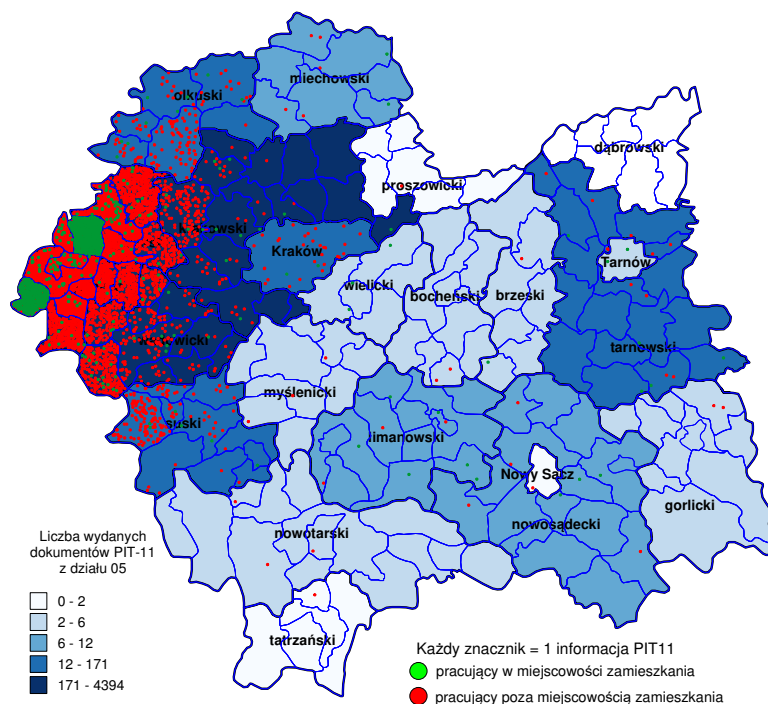 olkuski
miechowski
dąbrowski
proszowicki
Kraków
Tarnów
wielicki
bocheński
brzeski
tarnowski
myślenicki
suski
limanowski
Nowy Sącz
gorlicki
nowosądecki
nowotarski
tatrzański
Liczba wydanych
dokumentów PIT-11
z działu 05
0 - 2
2 - 6
6 - 12
12 - 171
171 - 4394
Każdy znacznik = 1 informacja PIT11
pracujący w miejscowości zamieszkania
pracujący poza miejscowością zamieszkania